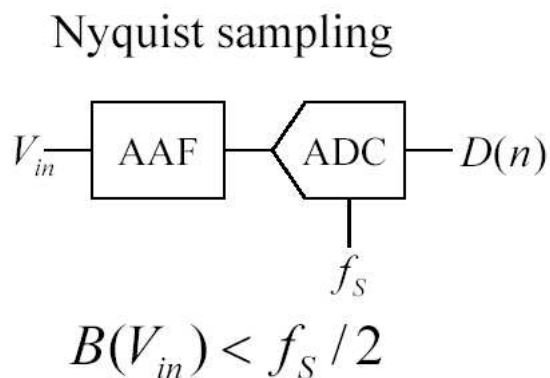 Nyquist sampling
V_in AAF ADC D(n)
f_S
B(V_in) < f_S / 2